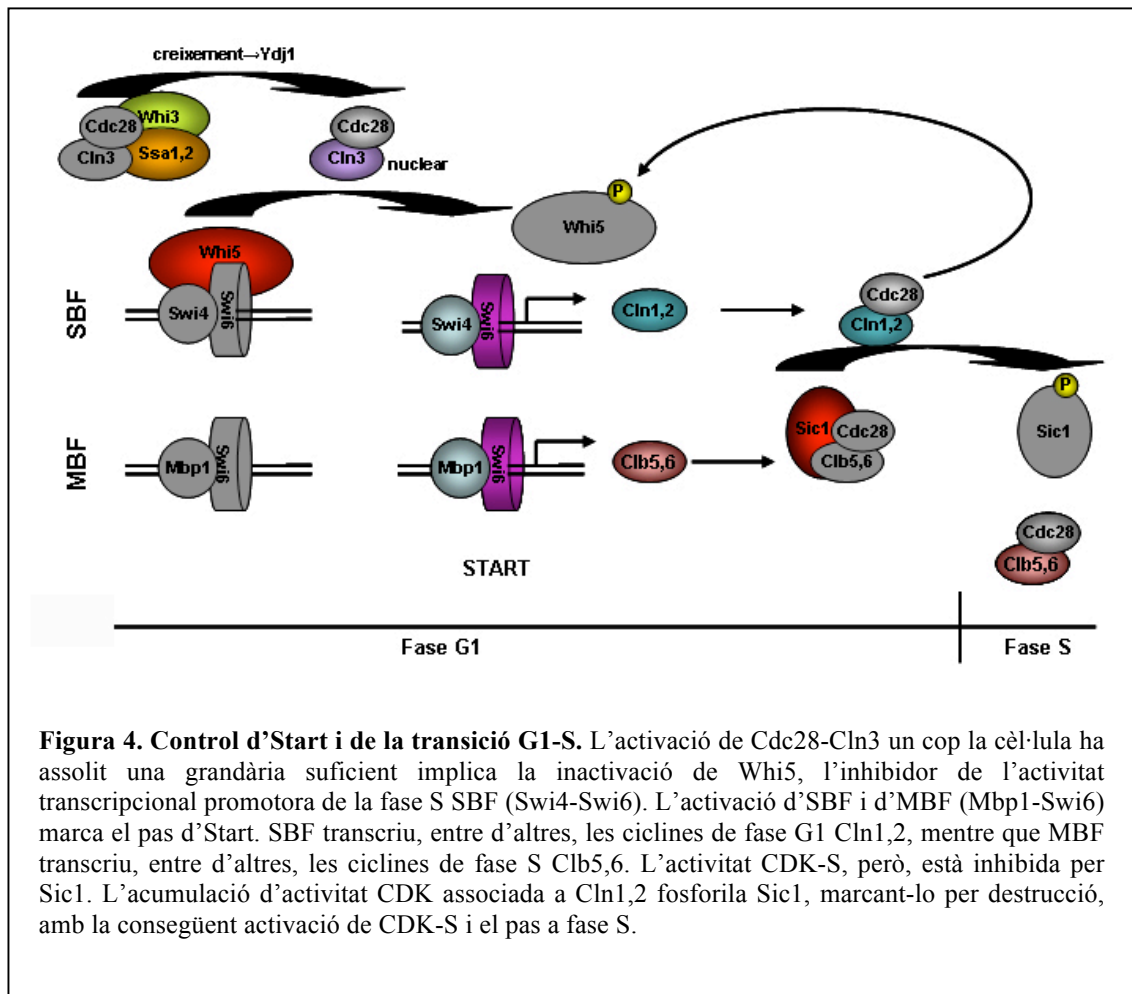 creixement→Ydj1
Whi3
Cdc28
Cln3
Ssa1,2
Cdc28
Cln3
nuclear
P
Whi5
Whi5
SBF
Swi4
Swi6
Swi4
Swi6
Cln1,2
Cdc28
Cln1,2
P
MBF
Mbp1
Swi6
Mbp1
Swi6
Clb5,6
Sic1
Cdc28
Clb5,6
Sic1
Cdc28
Clb5,6
START
Fase G1
Fase S
Figura 4. Control d’Start i de la transició G1-S. L’activació de Cdc28-Cln3 un cop la cèl·lula ha
assolit una grandària suficient implica la inactivació de Whi5, l’inhibidor de l’activitat
transcripcional promotora de la fase S SBF (Swi4-Swi6). L’activació d’SBF i d’MBF (Mbp1-Swi6)
marca el pas d’Start. SBF transcriu, entre d’altres, les ciclines de fase G1 Cln1,2, mentre que MBF
transcriu, entre d’altres, les ciclines de fase S Clb5,6. L’activitat CDK-S, però, està inhibida per
Sic1. L’acumulació d’activitat CDK associada a Cln1,2 fosforila Sic1, marcant-lo per destrucció,
amb la consegüent activació de CDK-S i el pas a fase S.